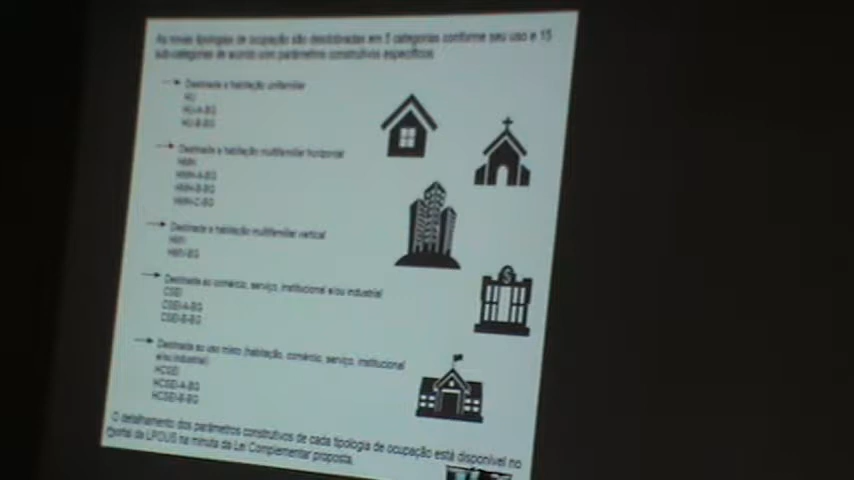 As novas tipologias de ocupação são desdobradas em 5 categorias conforme seu uso e 15
sub-categorias de acordo com parâmetros construtivos específicos
Destinada a habitação unifamiliar
HU
HU-A-BG
HU-B-BG
Destinada a habitação multifamiliar horizontal
HMH
HMH-A-BG
HMH-B-BG
HMH-C-BG
Destinada a habitação multifamiliar vertical
HMV
HMV-BG
Destinada ao comércio, serviço, institucional e/ou industrial
CSEI
CSEI-A-BG
CSEI-B-BG
Destinada ao uso misto (habitação, comércio, serviço, institucional
e/ou industrial)
HCSEI
HCSEI-A-BG
HCSEI-B-BG
O detalhamento dos parâmetros construtivos de cada tipologia de ocupação está disponível no
portal da LPOUS na minuta da Lei Complementar proposta.